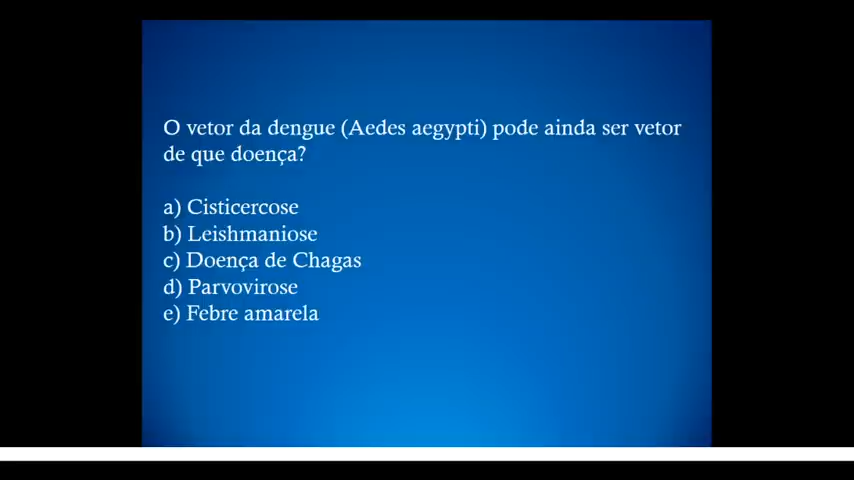 O vetor da dengue (Aedes aegypti) pode ainda ser vetor
de que doença?
a) Cisticercose
b) Leishmaniose
c) Doença de Chagas
d) Parvovirose
e) Febre amarela